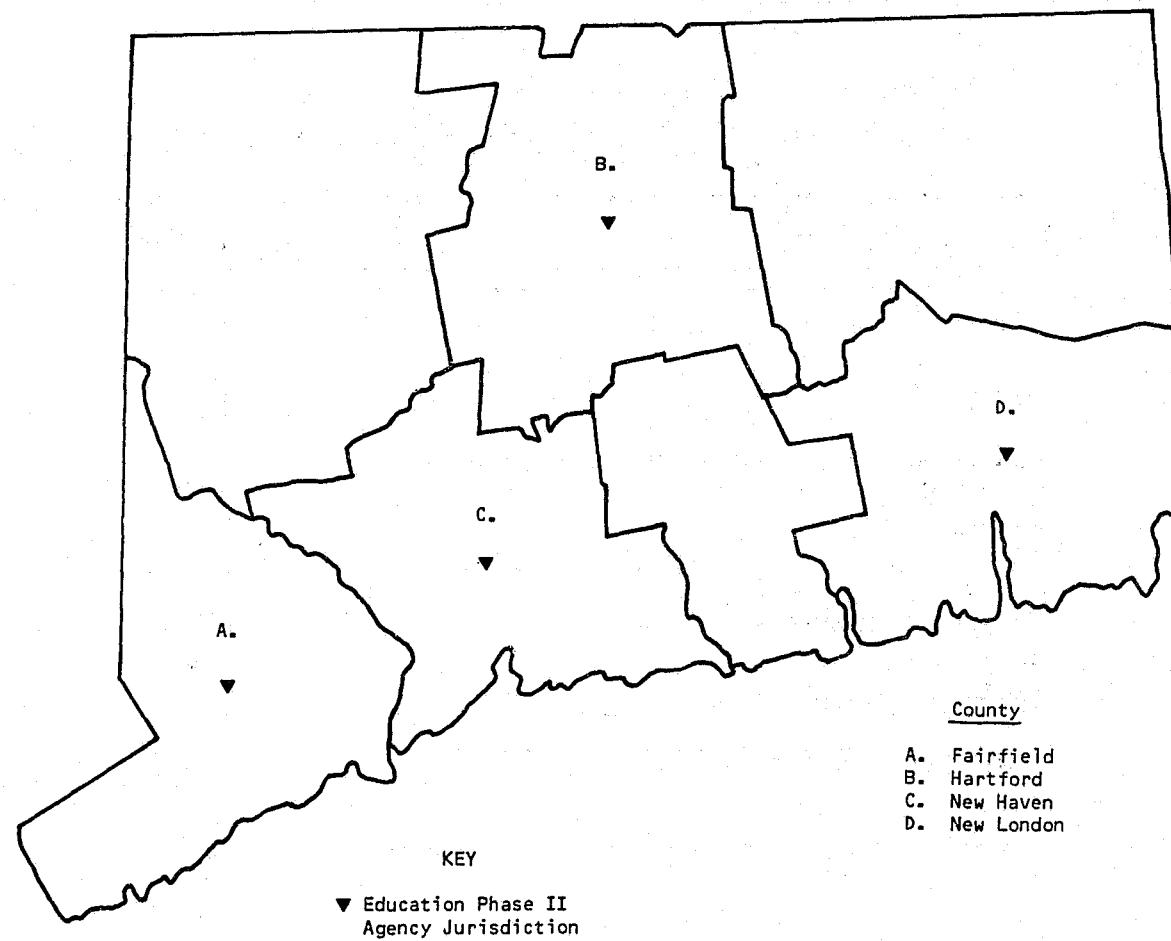 B.
D.
C.
A.
County
A. Fairfield
B. Hartford
C. New Haven
D. New London
KEY
▼ Education Phase II
Agency Jurisdiction